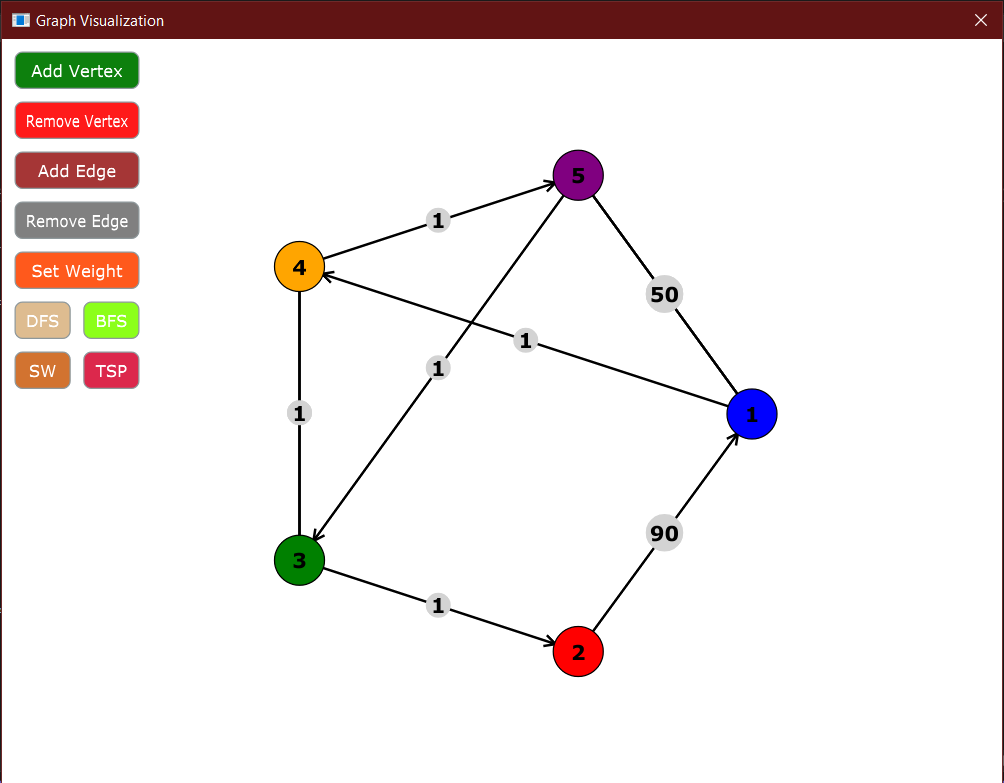 Graph Visualization
Add Vertex
Remove Vertex
Add Edge
Remove Edge
Set Weight
DFS BFS
SW TSP
5
1
4
50
1
1
1
1
90
3
1
2